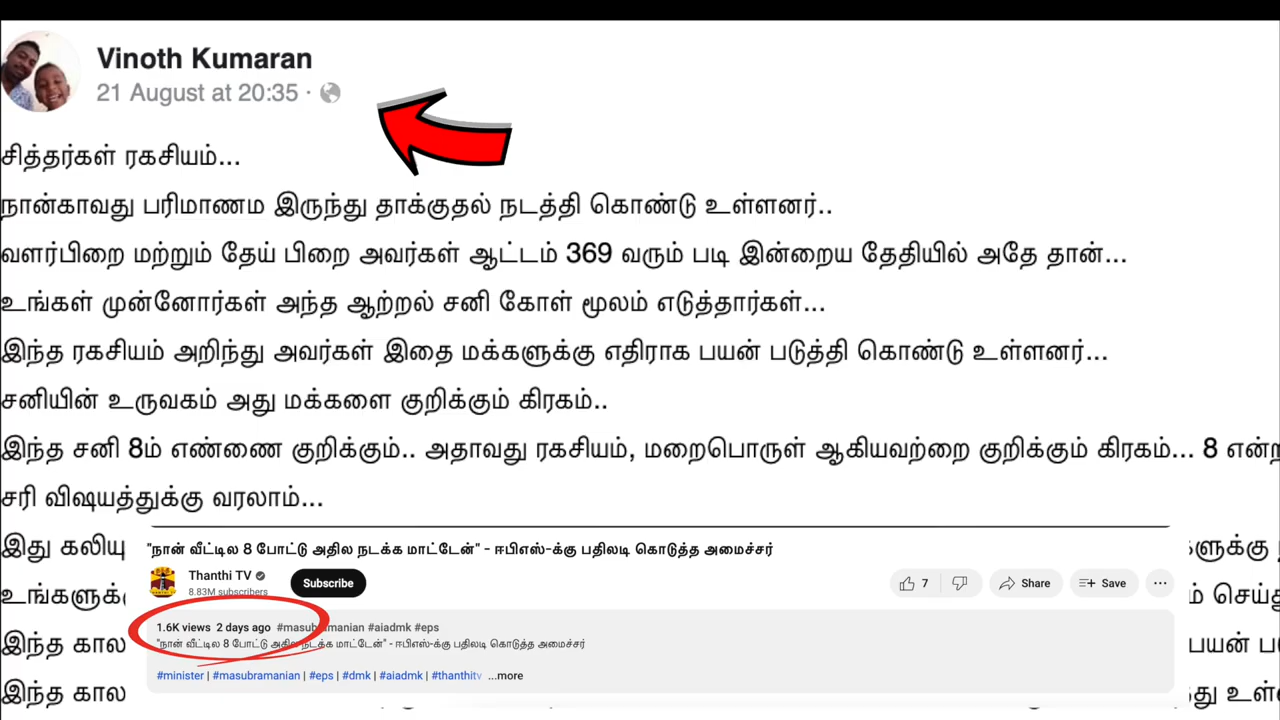 Vinoth Kumaran
21 August at 20:35 ·
சித்தர்கள் ரகசியம்...
நான்காவது பரிமாணம இருந்து தாக்குதல் நடத்தி கொண்டு உள்ளனர்..
வளர்பிறை மற்றும் தேய் பிறை அவர்கள் ஆட்டம் 369 வரும் படி இன்றைய தேதியில் அதே தான்...
உங்கள் முன்னோர்கள் அந்த ஆற்றல் சனி கோள் மூலம் எடுத்தார்கள்...
இந்த ரகசியம் அறிந்து அவர்கள் இதை மக்களுக்கு எதிராக பயன் படுத்தி கொண்டு உள்ளனர்...
சனியின் உருவகம் அது மக்களை குறிக்கும் கிரகம்..
இந்த சனி 8ம் எண்ணை குறிக்கும்.. அதாவது ரகசியம், மறைபொருள் ஆகியவற்றை குறிக்கும் கிரகம்... 8
சரி விஷயத்துக்கு வரலாம்...
இது
"நான் வீட்டில 8 போட்டு அதில நடக்க மாட்டேன்" - ஈபிஎஸ்-க்கு பதிலடி கொடுத்த அமைச்சர்
Thanthi TV
8.83M subscribers
Subscribe
7
Share
Save
1.6K views 2 days ago #masubramanian #aiadmk #eps
"நான் வீட்டில 8 போட்டு அதில நடக்க மாட்டேன்" - ஈபிஎஸ்-க்கு பதிலடி கொடுத்த அமைச்சர்
#minister | #masubramanian | #eps | #dmk | #aiadmk | #thanthitv ...more
இந்த கால
பயன்
இந்த கால